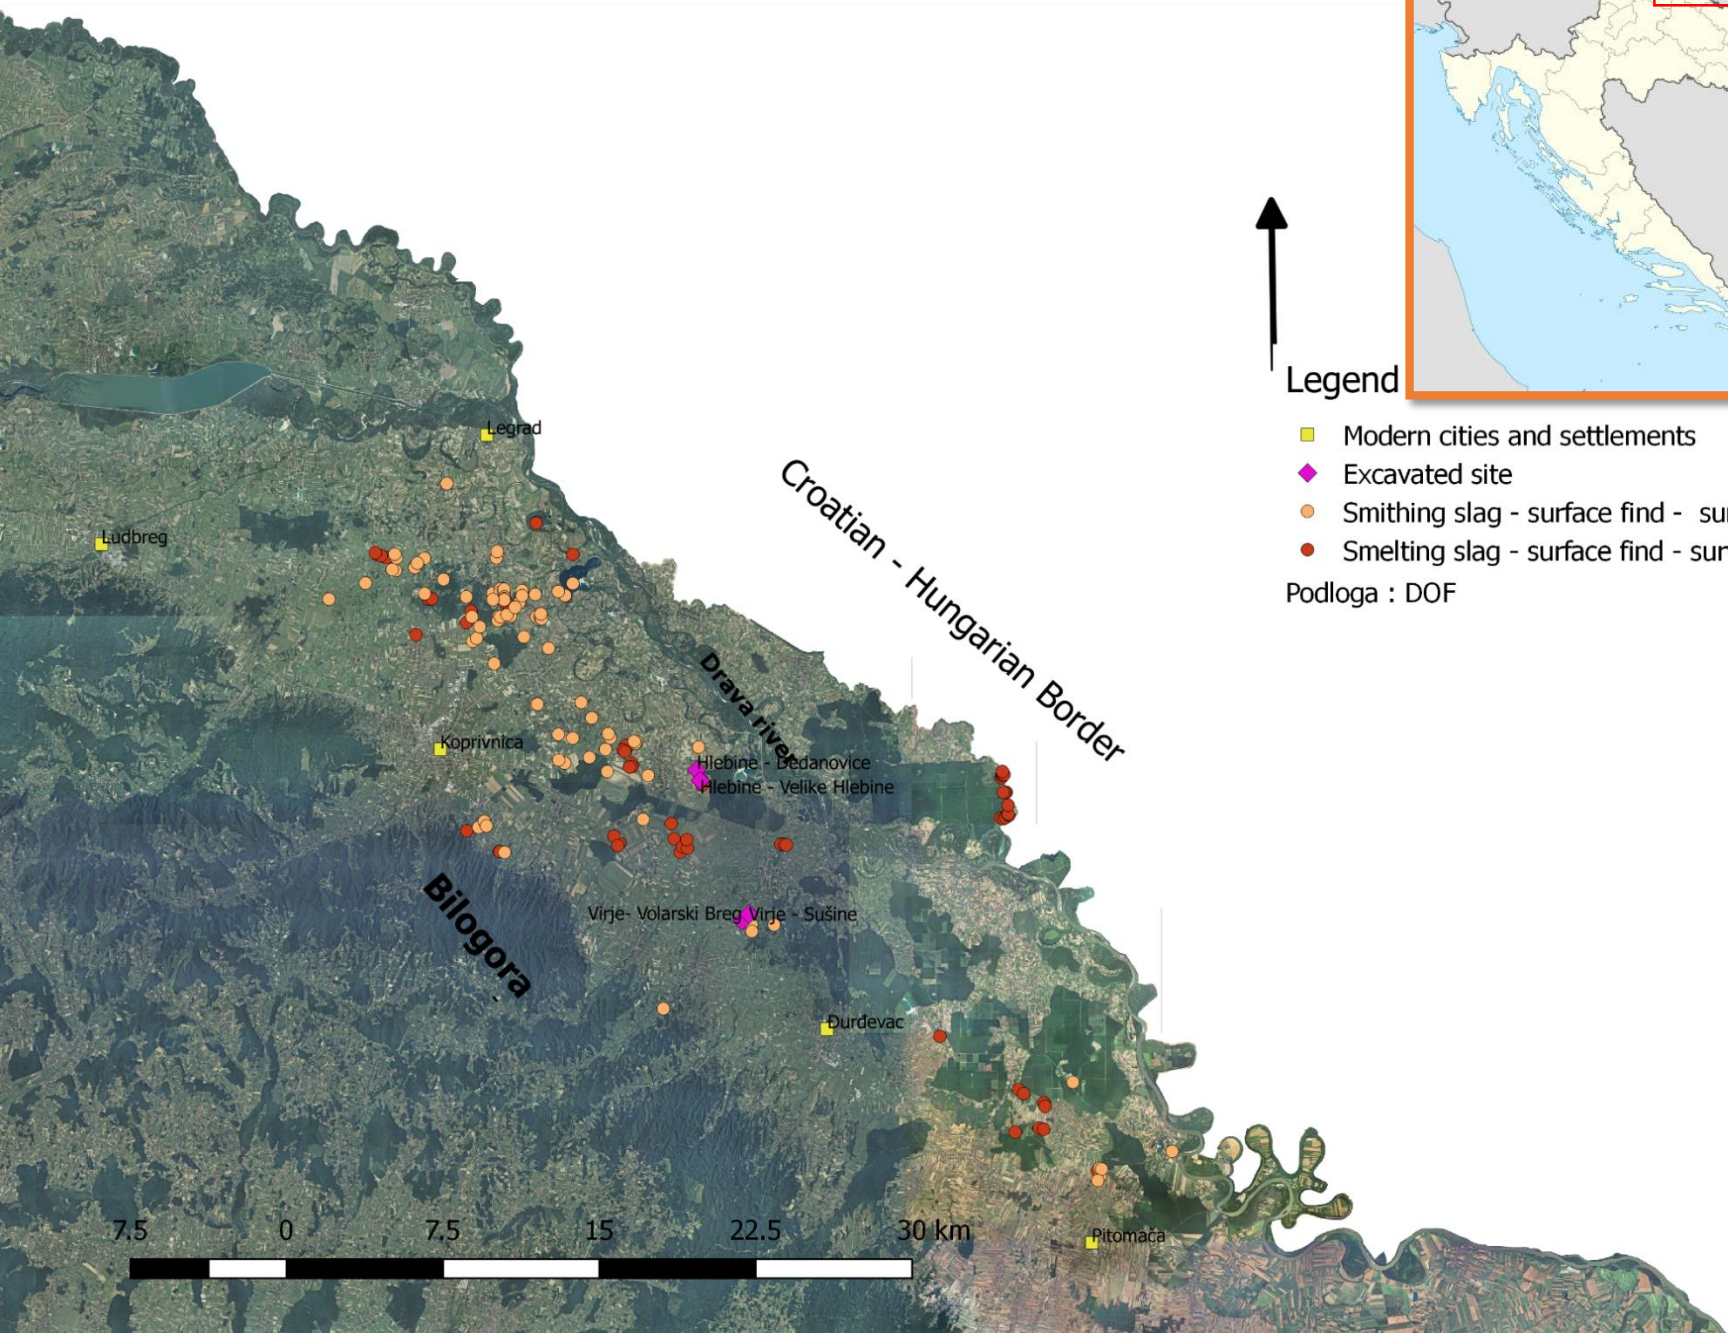 Legend
Legrad
Modern cities and settlements
Excavated site
Smithing slag - surface find -
Ludbreg
Smelting slag - surface find -
Podloga : DOF
Croatian - Hungarian Border
Drava river
Koprivnica
Hlebine - Dedanovice
Hlebine - Velike Hlebine
Bilogora
Virje- Volarski Breg
Virje - Sušine
Đurđevac
Pitomača
7.5 0 7.5 15 22.5 30 km